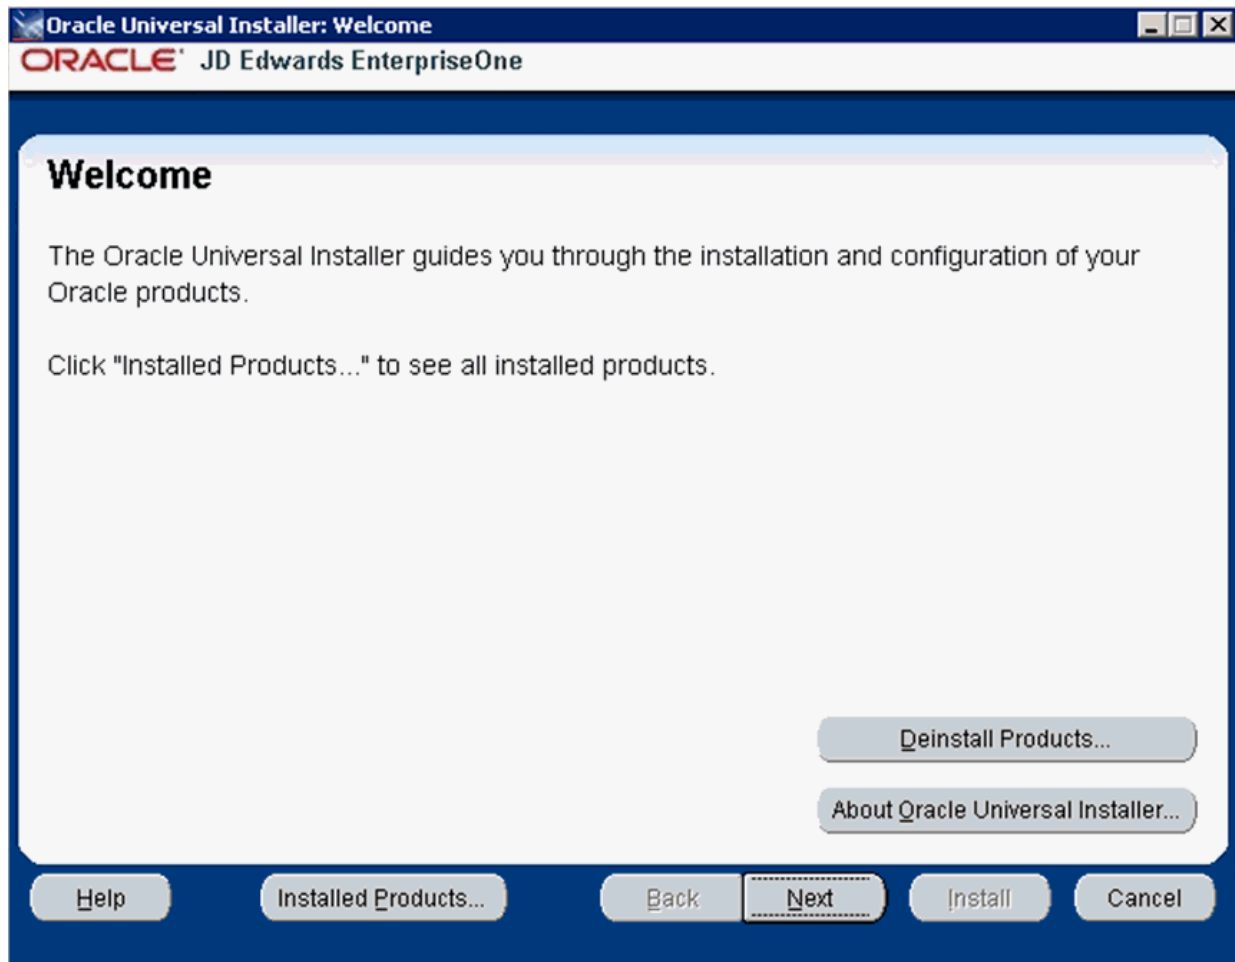 Oracle Universal Installer: Welcome
ORACLE' JD Edwards EnterpriseOne
Welcome
The Oracle Universal Installer guides you through the installation and configuration of your
Oracle products.
Click "Installed Products..." to see all installed products.
Deinstall Products...
About Oracle Universal Installer...
Help Installed Products... Back Next Install Cancel